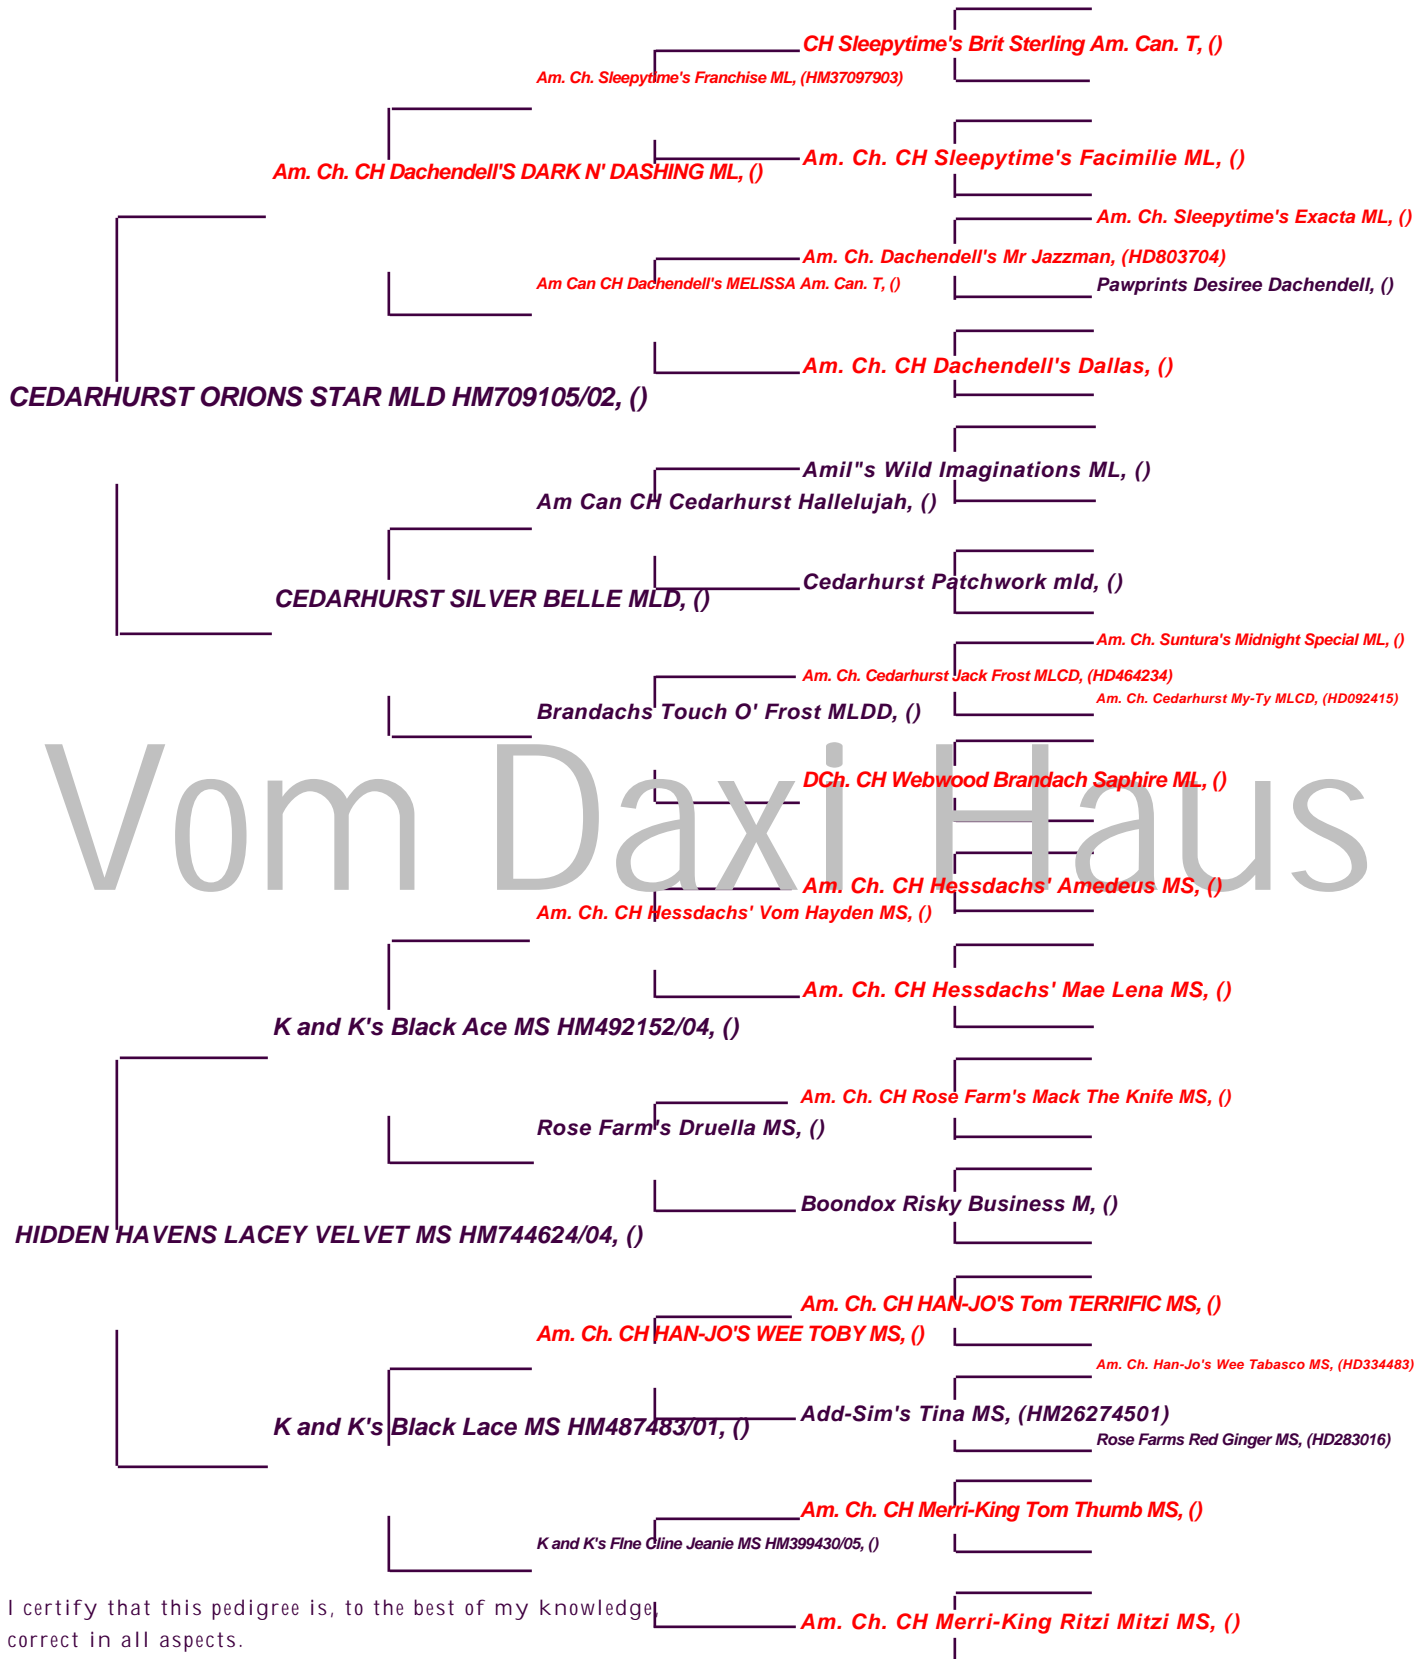 CH Sleepytime's Brit Sterling Am. Can. T, ()
Am. Ch. Sleepytime's Franchise ML, (HM37097903)
Am. Ch. CH Sleepytime's Facimilie ML, ()
Am. Ch. CH Dachendell'S DARK N' DASHING ML, ()
Am. Ch. Sleepytime's Exacta ML, ()
Am. Ch. Dachendell's Mr Jazzman, (HD803704)
Am Can CH Dachendell's MELISSA Am. Can. T, ()
Pawprints Desiree Dachendell, ()
Am. Ch. CH Dachendell's Dallas, ()
CEDARHURST ORIONS STAR MLD HM709105/02, ()
Amil"s Wild Imaginations ML, ()
Am Can CH Cedarhurst Hallelujah, ()
Cedarhurst Patchwork mld, ()
CEDARHURST SILVER BELLE MLD, ()
Am. Ch. Suntura's Midnight Special ML, ()
Am. Ch. Cedarhurst Jack Frost MLCD, (HD464234)
Am. Ch. Cedarhurst My-Ty MLCD, (HD092415)
Brandachs Touch O' Frost MLDD, ()
DCh. CH Webwood Brandach Saphire ML, ()
Vom Daxi Haus
Am. Ch. CH Hessdachs' Amedeus MS, ()
Am. Ch. CH Hessdachs' Vom Hayden MS, ()
Am. Ch. CH Hessdachs' Mae Lena MS, ()
K and K's Black Ace MS HM492152/04, ()
Am. Ch. CH Rose Farm's Mack The Knife MS, ()
Rose Farm's Druella MS, ()
Boondox Risky Business M, ()
HIDDEN HAVENS LACEY VELVET MS HM744624/04, ()
Am. Ch. CH HAN-JO'S Tom TERRIFIC MS, ()
Am. Ch. CH HAN-JO'S WEE TOBY MS, ()
Am. Ch. Han-Jo's Wee Tabasco MS, (HD334483)
Add-Sim's Tina MS, (HM26274501)
K and K's Black Lace MS HM487483/01, ()
Rose Farms Red Ginger MS, (HD283016)
Am. Ch. CH Merri-King Tom Thumb MS, ()
K and K's FIne Cline Jeanie MS HM399430/05, ()
I certify that this pedigree is, to the best of my knowledge,
Am. Ch. CH Merri-King Ritzi Mitzi MS, ()
correct in all aspects.